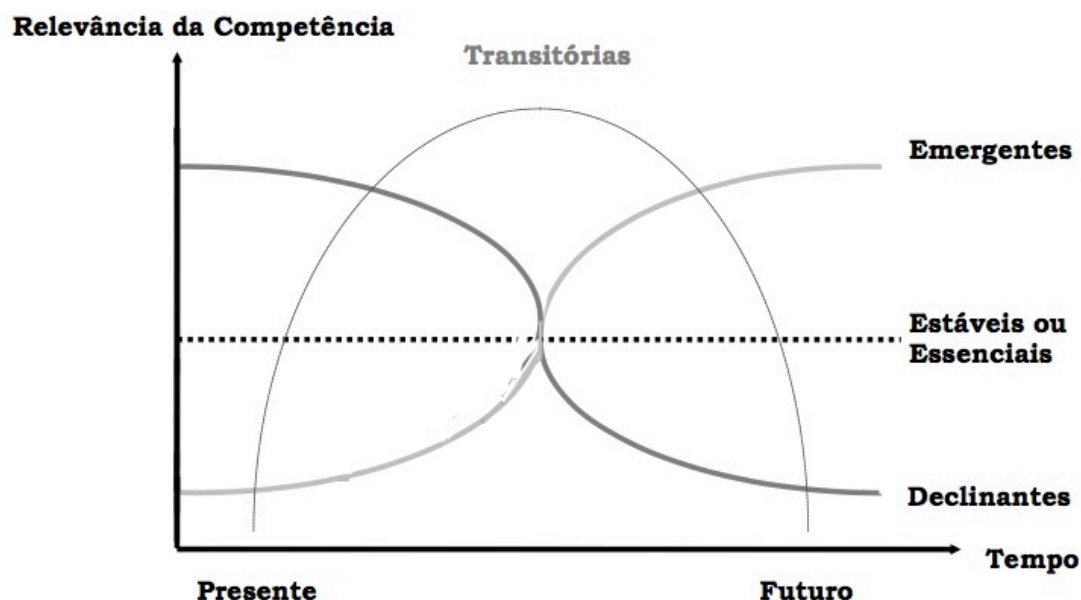 Relevância da Competência
Transitórias
Emergentes
Estáveis ou
Essenciais
Declinantes
Tempo
Presente
Futuro